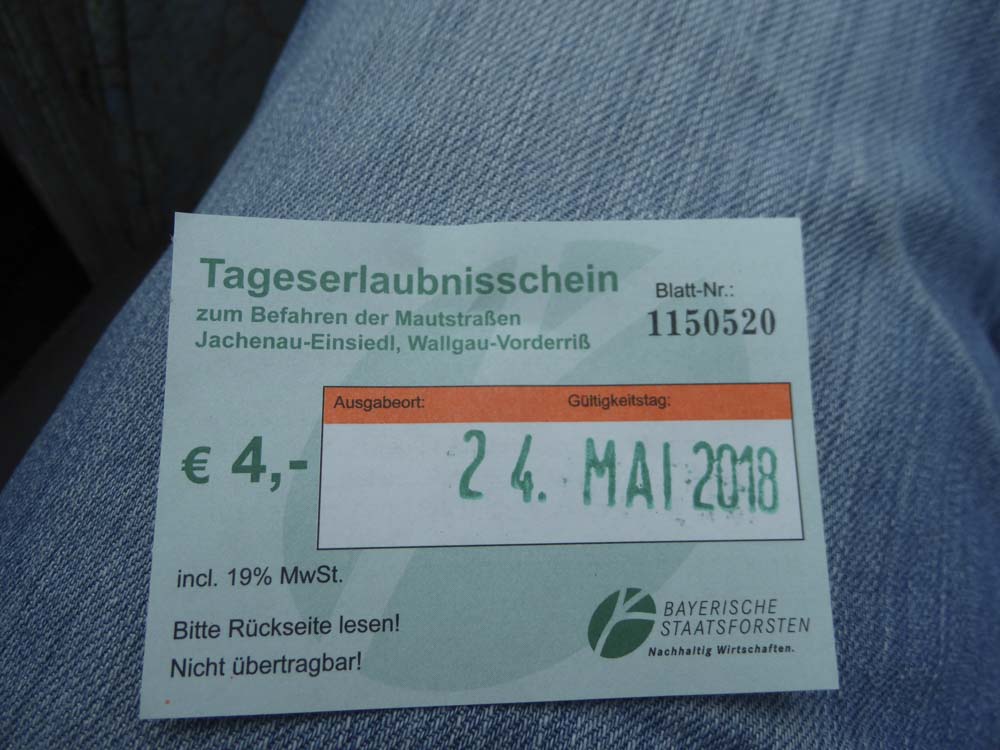 Tageserlaubnisschein
zum Befahren der Mautstraßen
Jachenau-Einsiedl, Wallgau-Vorderriß
Blatt-Nr.:
1150520
Ausgabeort: Gültigkeitstag:
€ 4,-
24. MAI 2018
incl. 19% MwSt.
Bitte Rückseite lesen!
Nicht übertragbar!
BAYERISCHE
STAATSFORSTEN
Nachhaltig Wirtschaften.